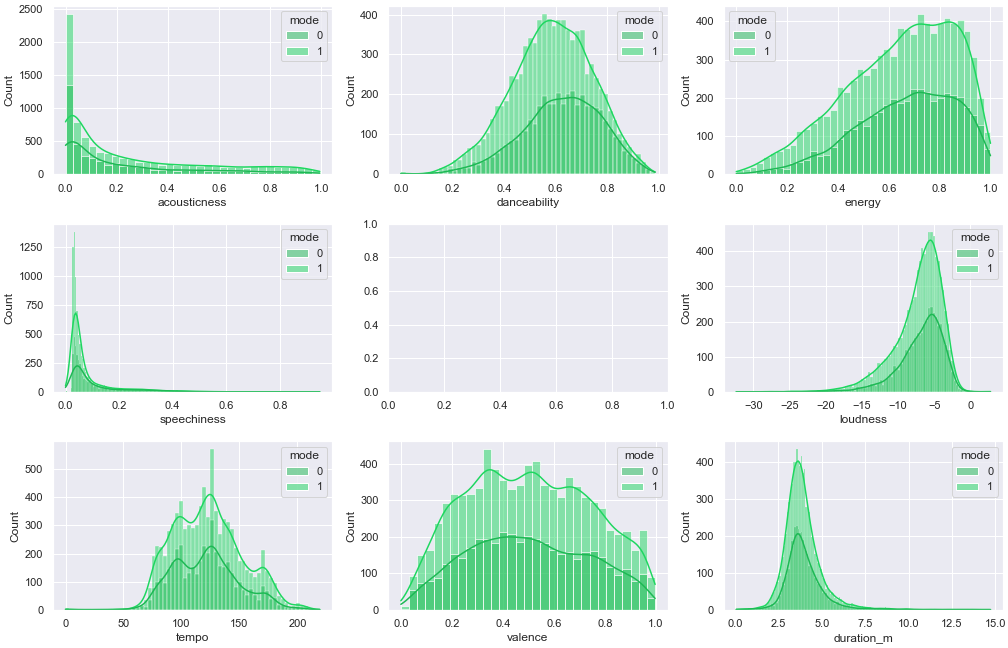 mode
0
1
Count
2500
2000
1500
1000
500
0
0.0 0.2 0.4 0.6 0.8 1.0
acousticness
mode
0
1
Count
400
300
200
100
0
0.0 0.2 0.4 0.6 0.8 1.0
danceability
mode
0
1
Count
400
300
200
100
0
0.0 0.2 0.4 0.6 0.8 1.0
energy
mode
0
1
Count
1250
1000
750
500
250
0
0.0 0.2 0.4 0.6 0.8
speechiness
1.0
0.8
0.6
0.4
0.2
0.0
0.0 0.2 0.4 0.6 0.8 1.0
mode
0
1
Count
400
300
200
100
0
−30 −25 −20 −15 −10 −5 0
loudness
mode
0
1
Count
500
400
300
200
100
0
0 50 100 150 200
tempo
mode
0
1
Count
400
300
200
100
0
0.0 0.2 0.4 0.6 0.8 1.0
valence
mode
0
1
Count
400
300
200
100
0
0.0 2.5 5.0 7.5 10.0 12.5 15.0
duration_m